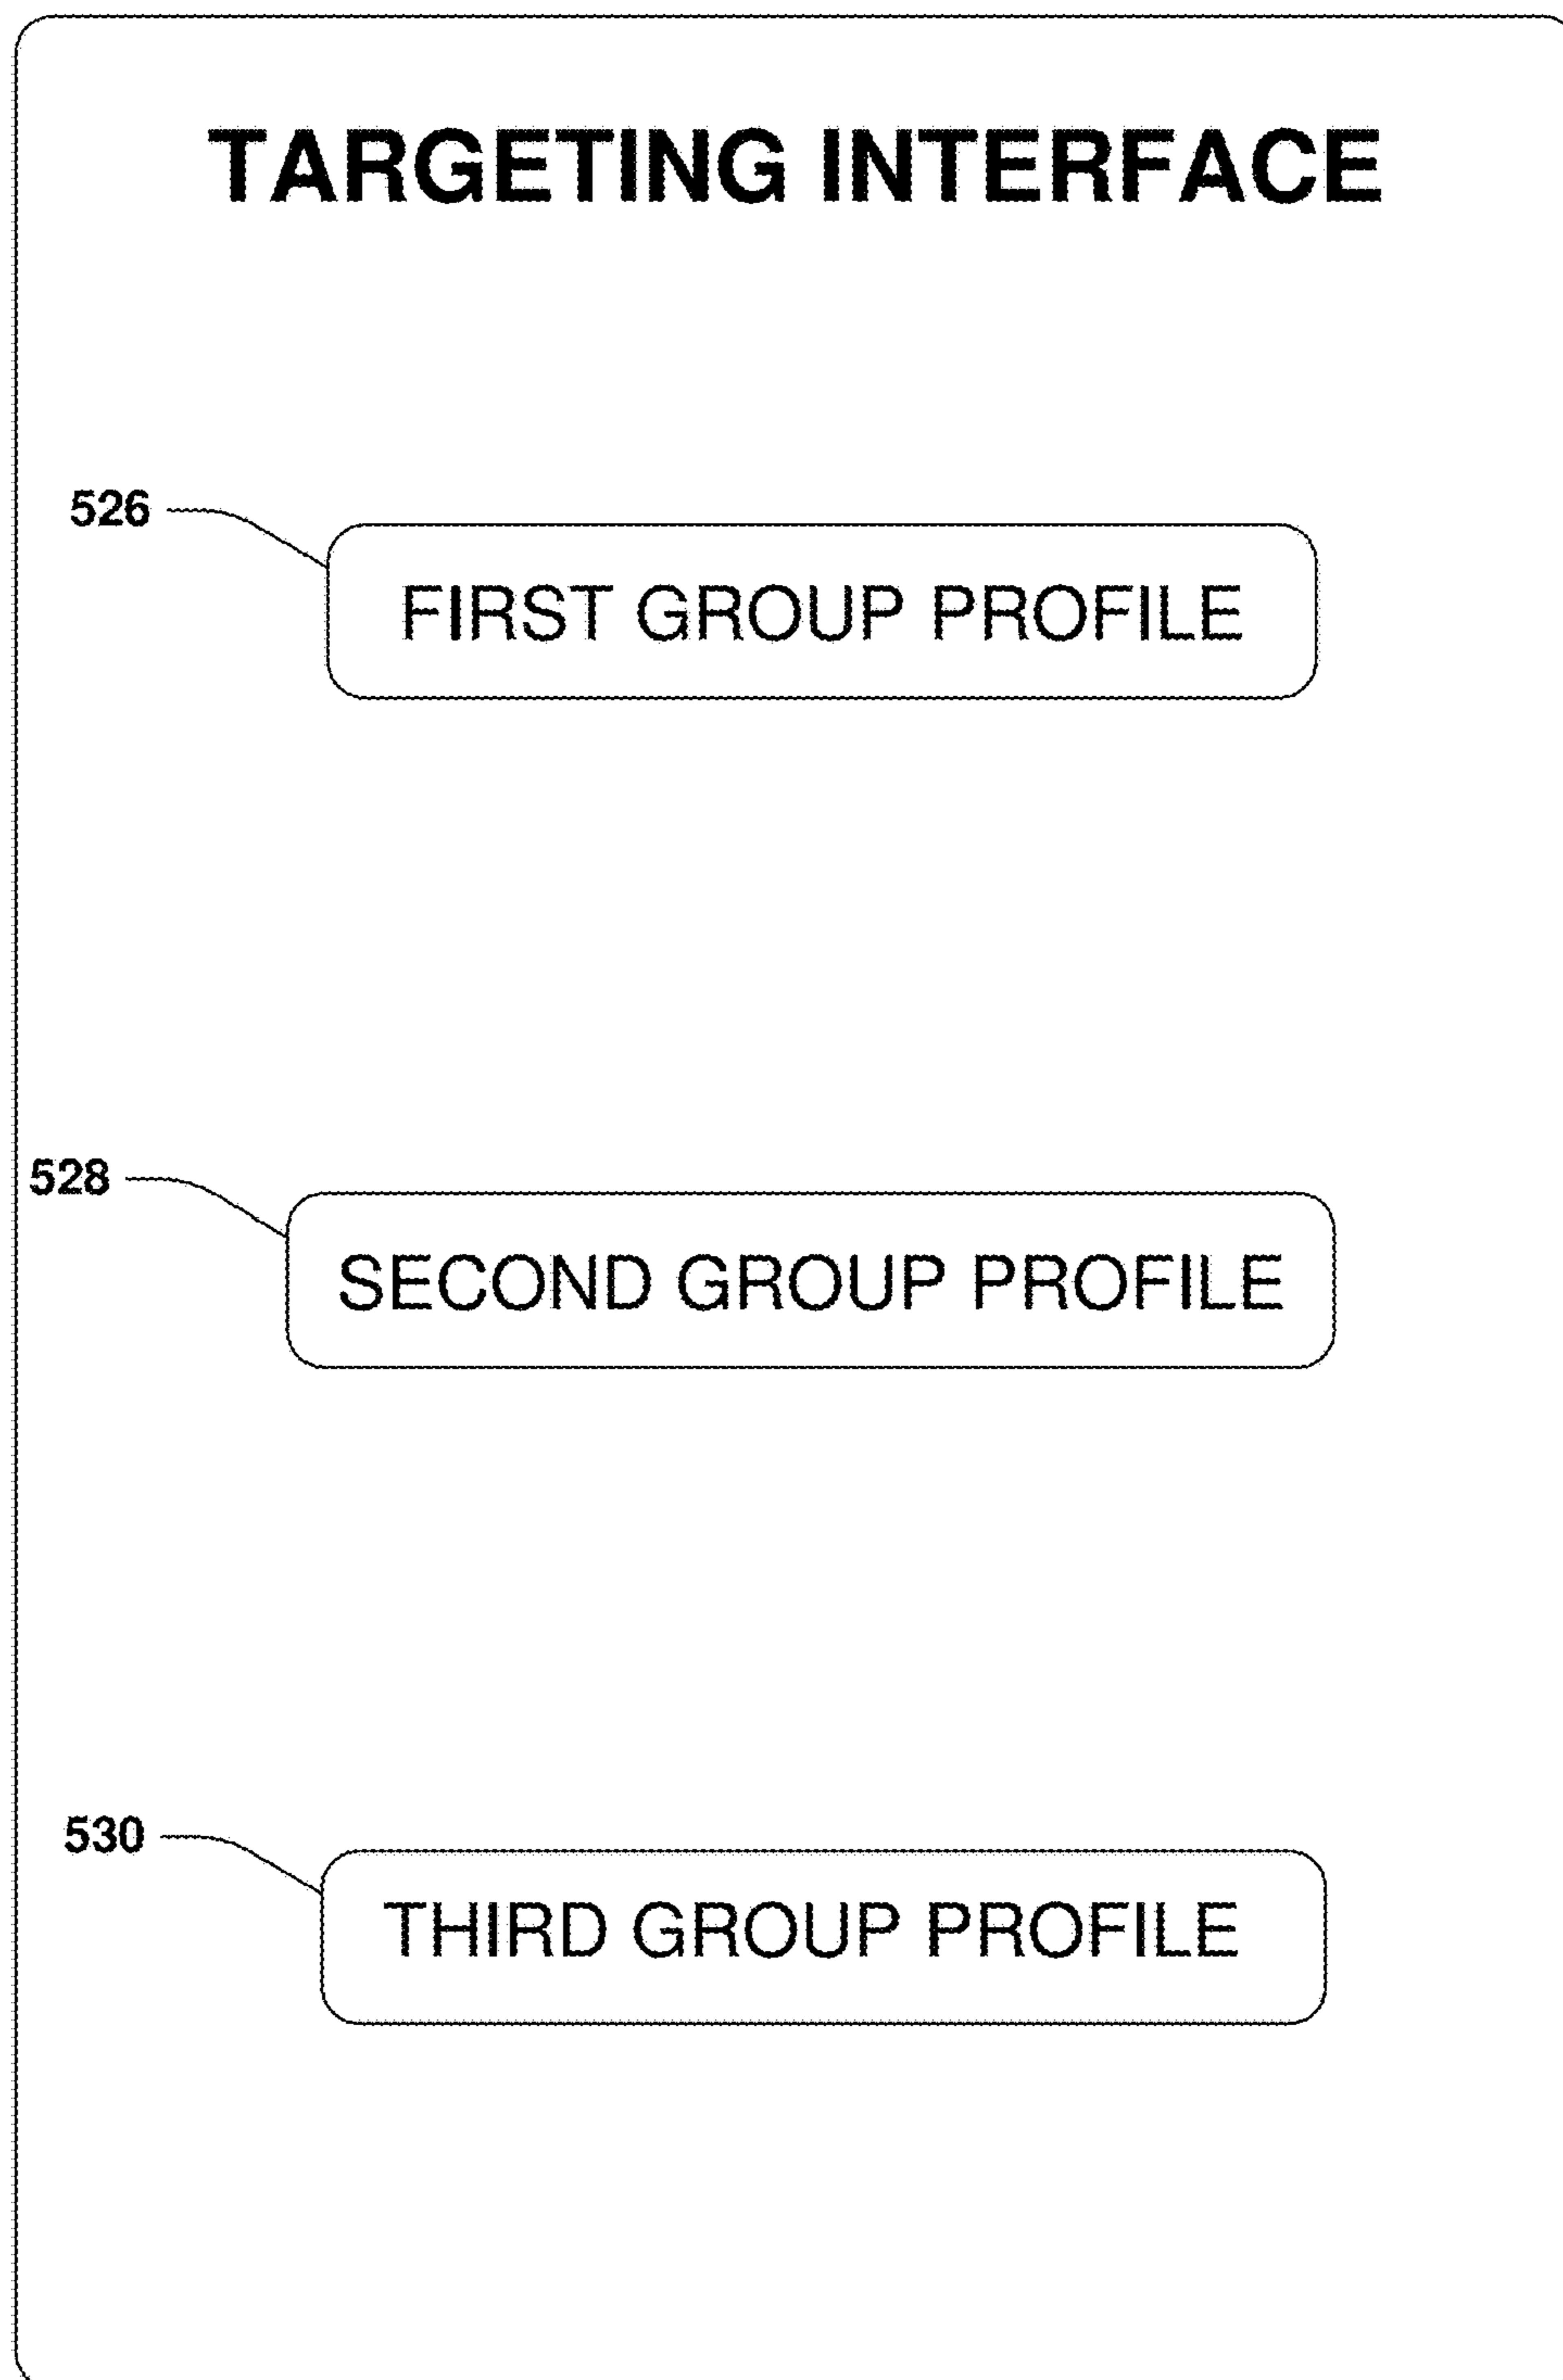 TARGETING INTERFACE
526
FIRST GROUP PROFILE
528
SECOND GROUP PROFILE
530
THIRD GROUP PROFILE